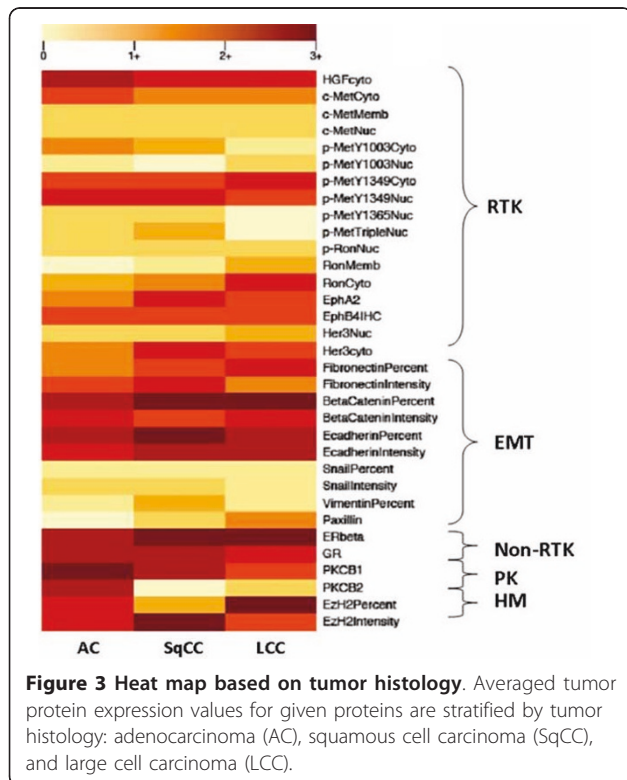 0 1+ 2+ 3+
HGFcyto
c-MetCyto
c-MetMemb
c-MetNuc
p-MetY1003Cyto
p-MetY1003Nuc
p-MetY1349Cyto
p-MetY1349Nuc
p-MetY1365Nuc
p-MetTripleNuc
p-RonNuc
RonMemb
RonCyto
EphA2
EphB4IHC
Her3Nuc
Her3cyto
FibronectinPercent
FibronectinIntensity
BetaCateninPercent
BetaCateninIntensity
EcadherinPercent
EcadherinIntensity
SnailPercent
SnailIntensity
VimentinPercent
Paxillin
ERbeta
GR
PKCB1
PKCB2
EzH2Percent
EzH2Intensity
RTK
EMT
Non-RTK
PK
HM
AC SqCC LCC
Figure 3 Heat map based on tumor histology. Averaged tumor
protein expression values for given proteins are stratified by tumor
histology: adenocarcinoma (AC), squamous cell carcinoma (SqCC),
and large cell carcinoma (LCC).